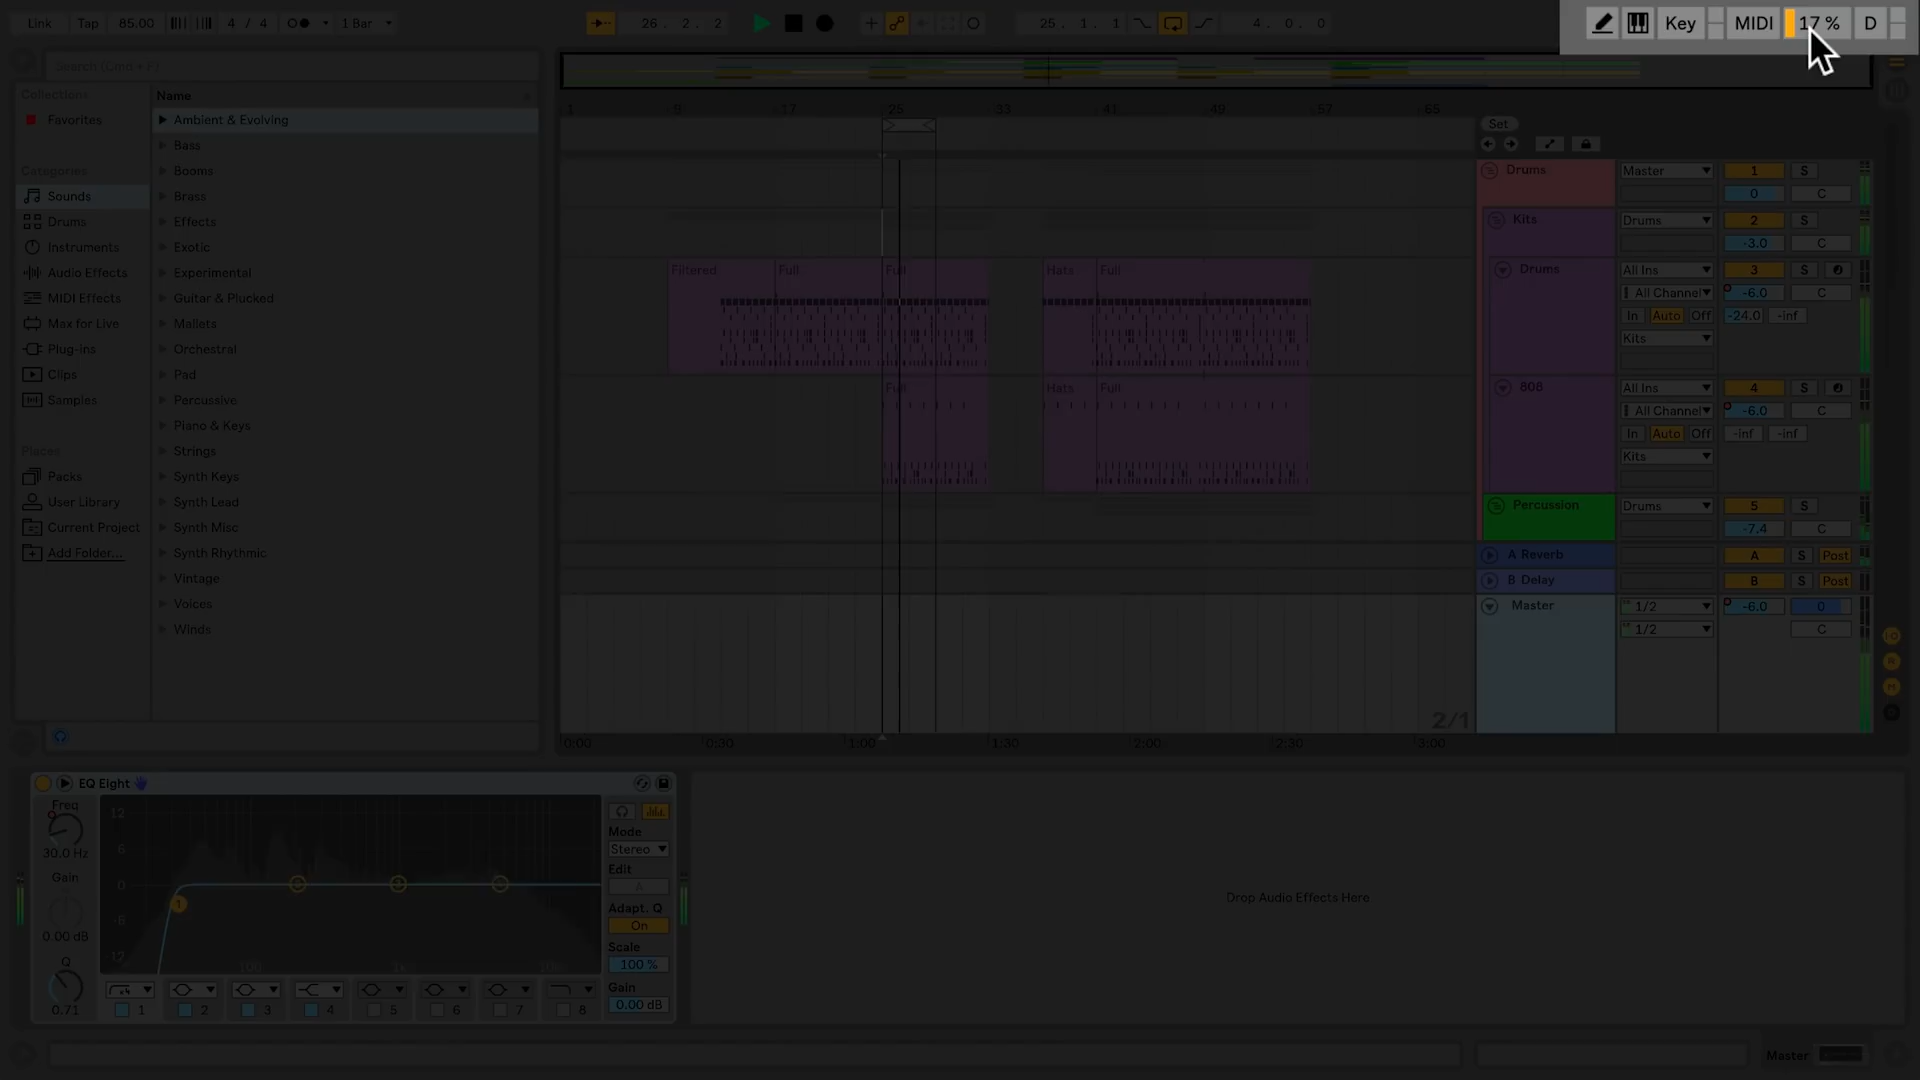 Link Tap 85.00 4 / 4 1 Bar 26. 2. 2 25. 1. 1 4. 0. 0 Key MIDI 17 % D
Search (Cmd + F)
Collections
Favorites
Categories
Sounds
Drums
Instruments
Audio Effects
MIDI Effects
Max for Live
Plug-ins
Clips
Samples
Places
Packs
User Library
Current Project
Add Folder...
Name
Ambient & Evolving
Bass
Booms
Brass
Effects
Exotic
Experimental
Guitar & Plucked
Mallets
Orchestral
Pad
Percussive
Piano & Keys
Strings
Synth Keys
Synth Lead
Synth Misc
Synth Rhythmic
Vintage
Voices
Winds
1 9 17 25 33 41 49 57 65
Set
Filtered Full Full Hats Full
Full Hats Full
Drums Master 1 S
0 C
Kits Drums 2 S
-3.0 C
Drums All Ins 3 S
All Channel -6.0 C
In Auto Off -24.0 -inf
Kits
808 All Ins 4 S
All Channel -6.0 C
In Auto Off -inf -inf
Kits
Percussion Drums 5 S
-7.4 C
A Reverb A S Post
B Delay B S Post
Master 1/2 -6.0 0
1/2 C
2/1
0:00 0:30 1:00 1:30 2:00 2:30 3:00
EQ Eight
Freq
30.0 Hz
Gain
0.00 dB
Q
0.71
12
6
0
-6
-12
100 1k 10k
1
1 2 3 4 5 6 7 8
Mode
Stereo
Edit
A
Adapt. Q
On
Scale
100 %
Gain
0.00 dB
Drop Audio Effects Here
Master